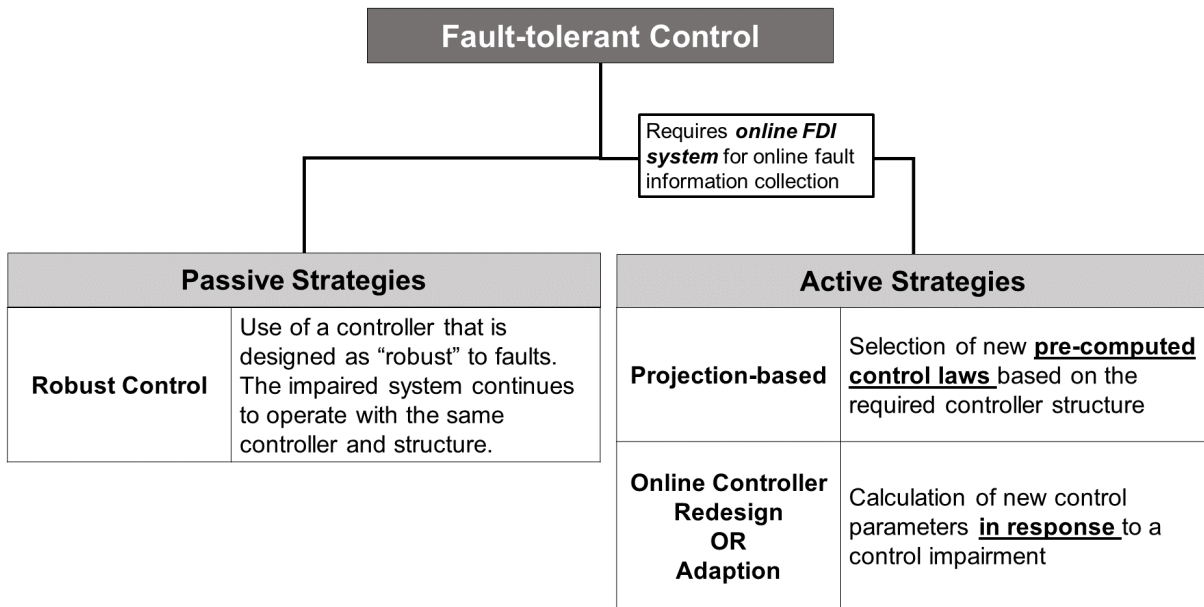 Fault-tolerant Control
Requires online FDI
system for online fault
information collection
Passive Strategies
Robust Control
Use of a controller that is
designed as “robust” to faults.
The impaired system continues
to operate with the same
controller and structure.
Active Strategies
Projection-based
Selection of new pre-computed
control laws based on the
required controller structure
Online Controller
Redesign
OR
Adaption
Calculation of new control
parameters in response to a
control impairment